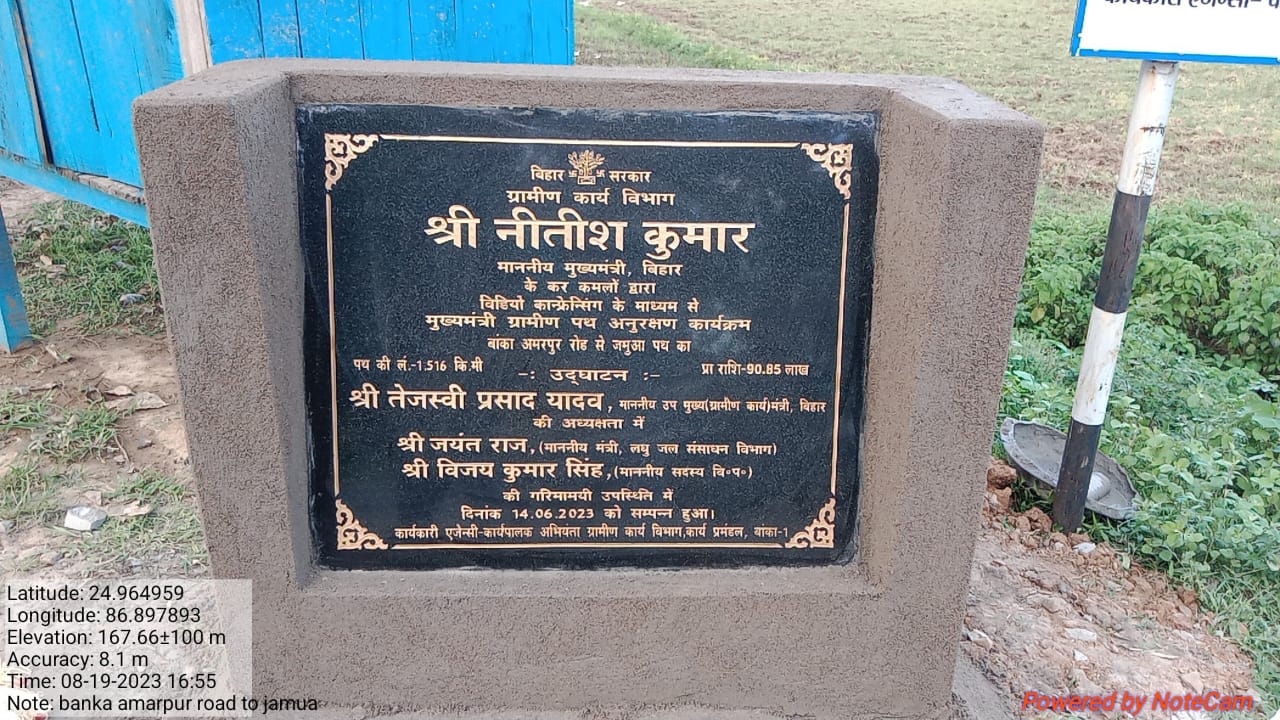 कार्यकारी एजेन्सी-
बिहार सरकार
ग्रामीण कार्य विभाग
श्री नीतीश कुमार
माननीय मुख्यमंत्री, बिहार
के कर कमलों द्वारा
विडियों कान्फ्रेन्सिंग के माध्यम से
मुख्यमंत्री ग्रामीण पथ अनुरक्षण कार्यक्रम
बांका अमरपुर रोड से जमुआ पथ का
पथ की लं.-1.516 कि.मी
प्रा राशि-90.85 लाख
-: उद्घाटन :-
श्री तेजस्वी प्रसाद यादव, माननीय उप मुख्य(ग्रामीण कार्य)मंत्री, बिहार
की अध्यक्षता में
श्री जयंत राज, (माननीय मंत्री, लघु जल संसाधन विभाग)
श्री विजय कुमार सिंह, (माननीय सदस्य वि॰प॰)
की गरिमामयी उपस्थिति में
दिनांक 14.06.2023 को सम्पन्न हुआ।
कार्यकारी एजेन्सी-कार्यपालक अभियंता ग्रामीण कार्य विभाग,कार्य प्रमंडल, बांका-1
Latitude: 24.964959
Longitude: 86.897893
Elevation: 167.66±100 m
Accuracy: 8.1 m
Time: 08-19-2023 16:55
Note: banka amarpur road to jamua
Powered by NoteCam